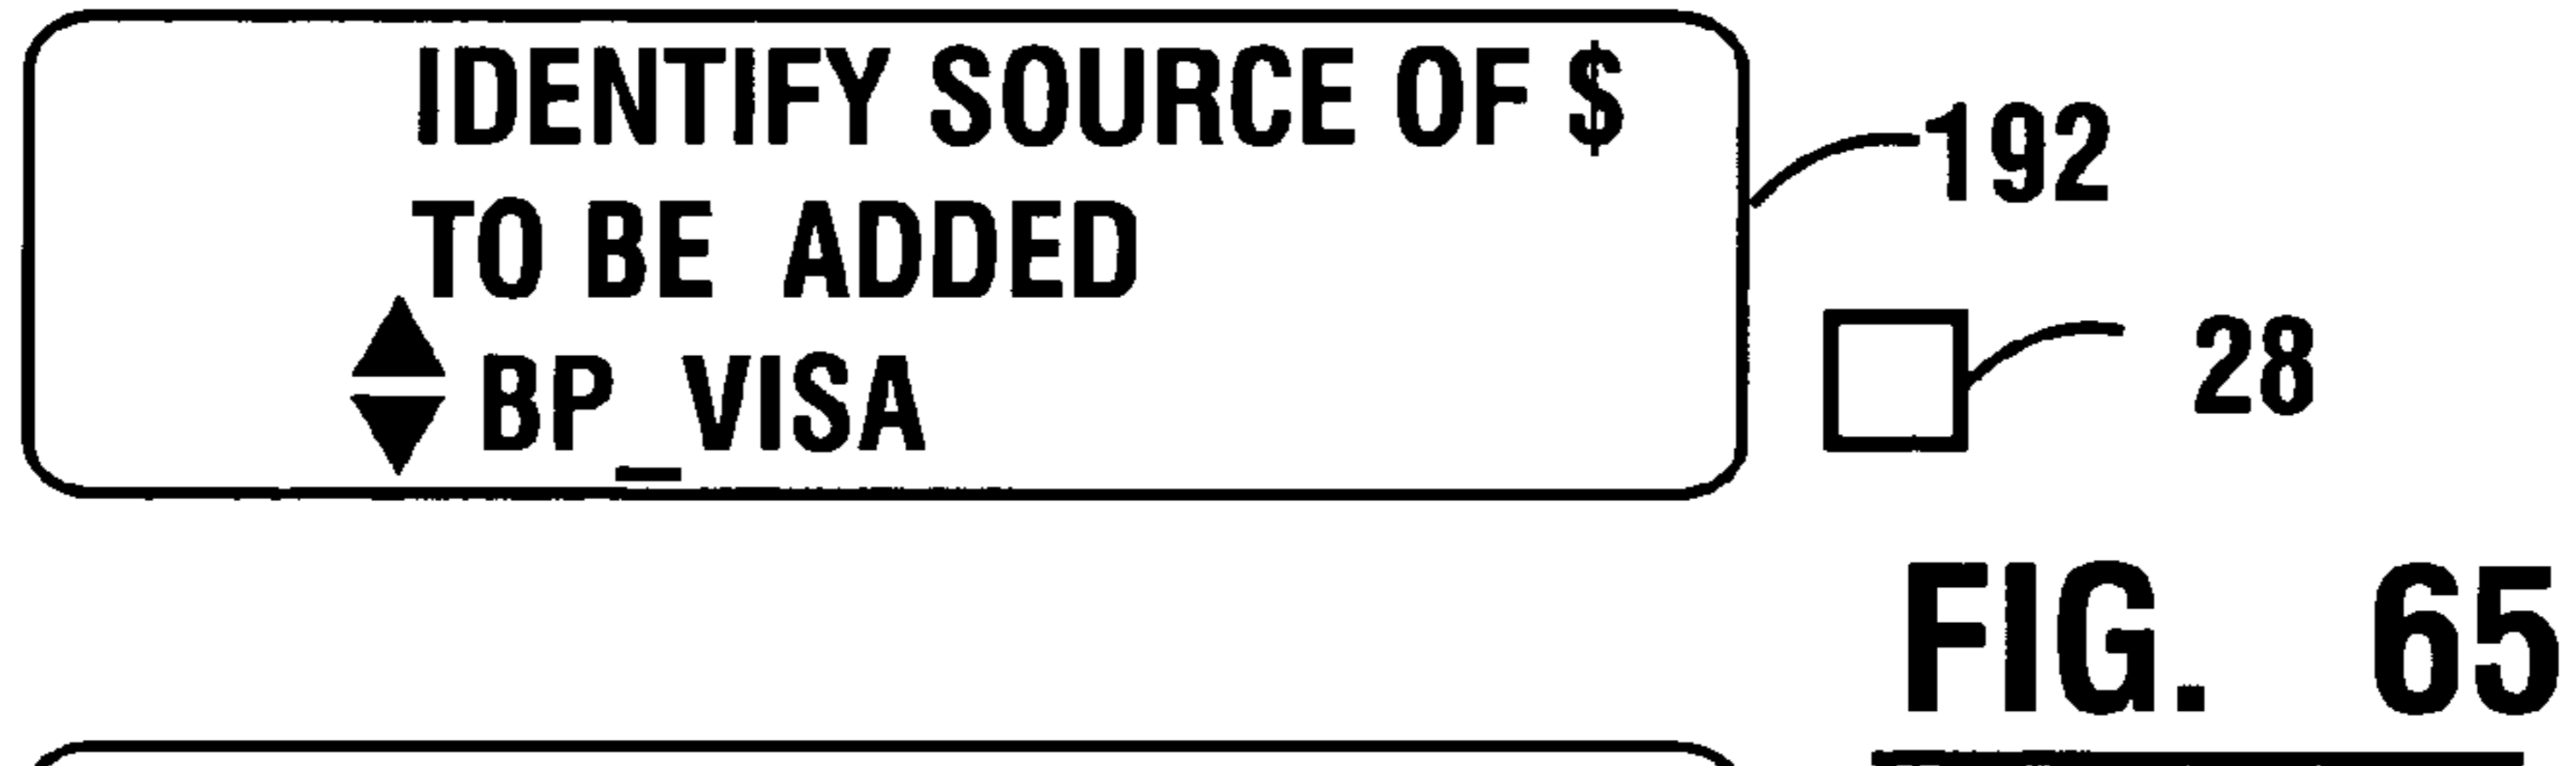 IDENTIFY SOURCE OF $
TO BE ADDED
BP_VISA
192
28
FIG. 65